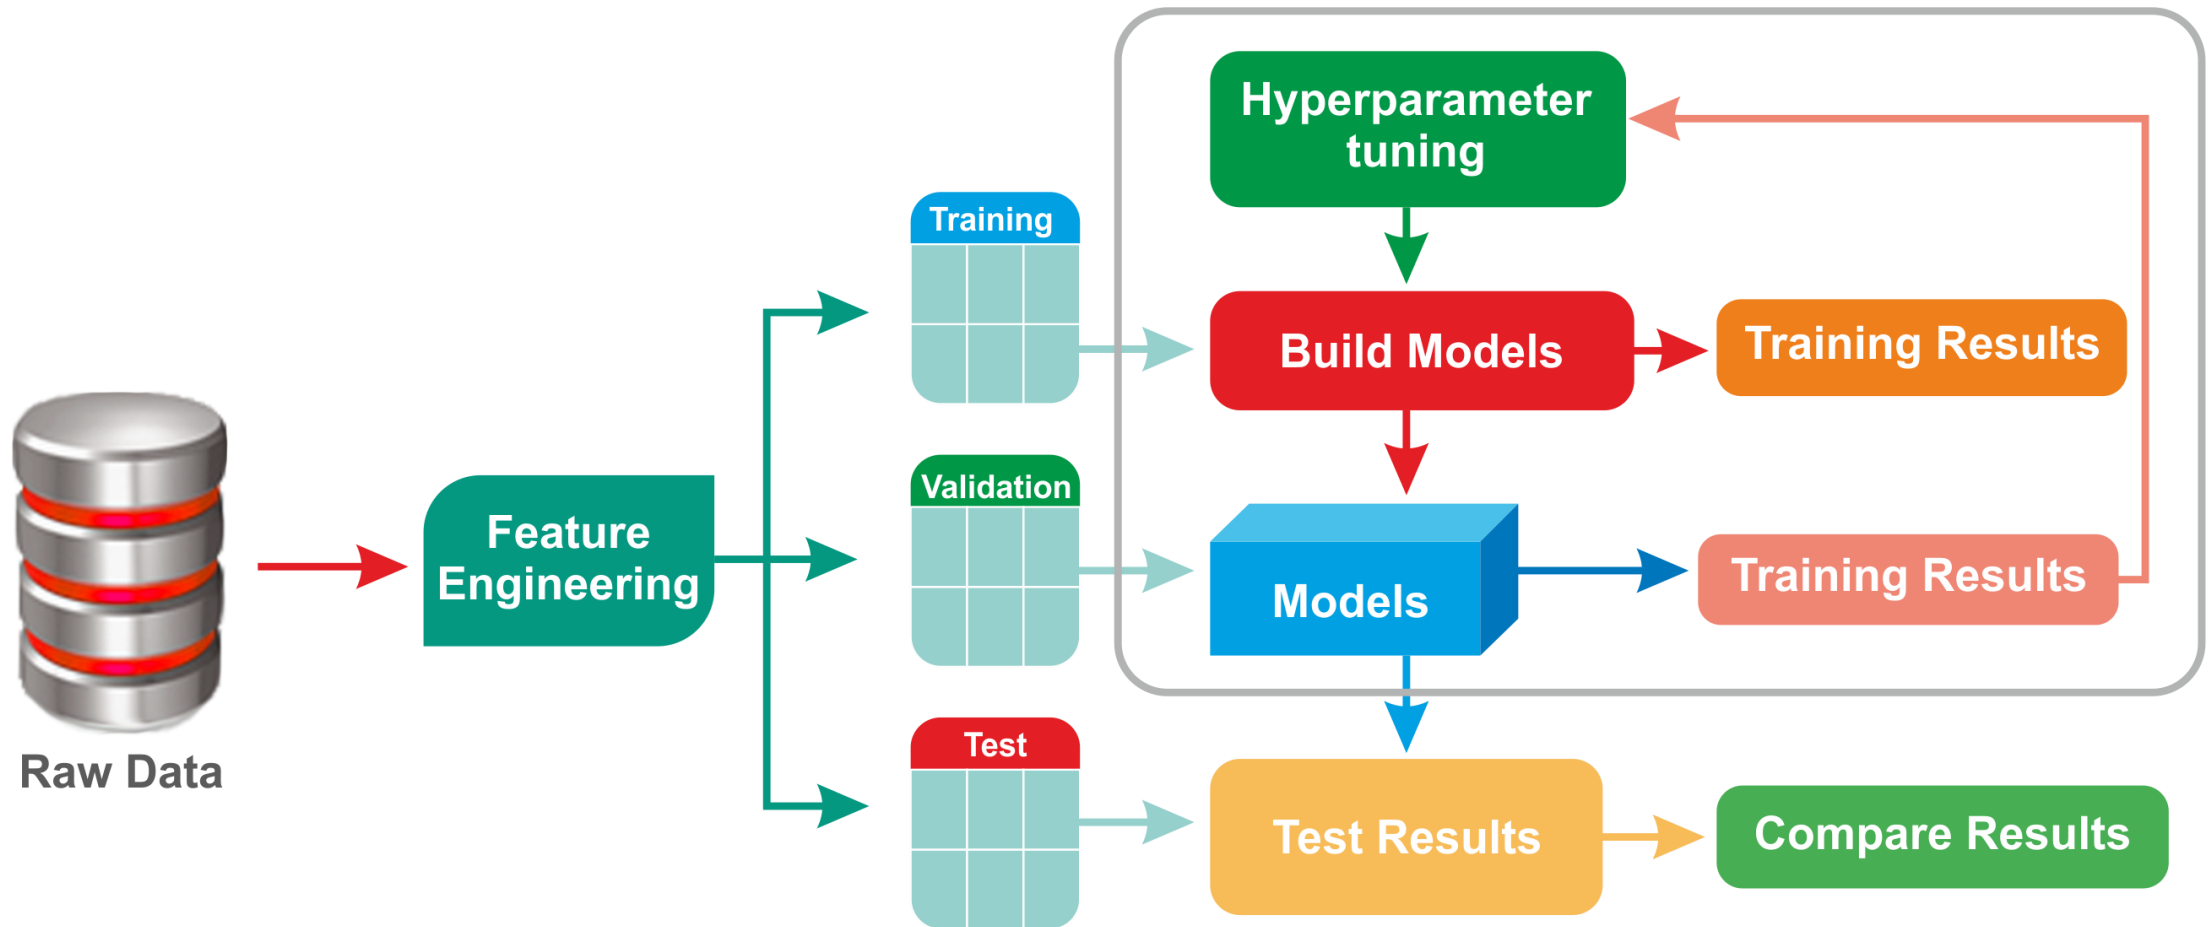 Hyperparameter
tuning
Training
Build Models
Training Results
Validation
Feature
Engineering
Models
Training Results
Test
Raw Data
Test Results
Compare Results